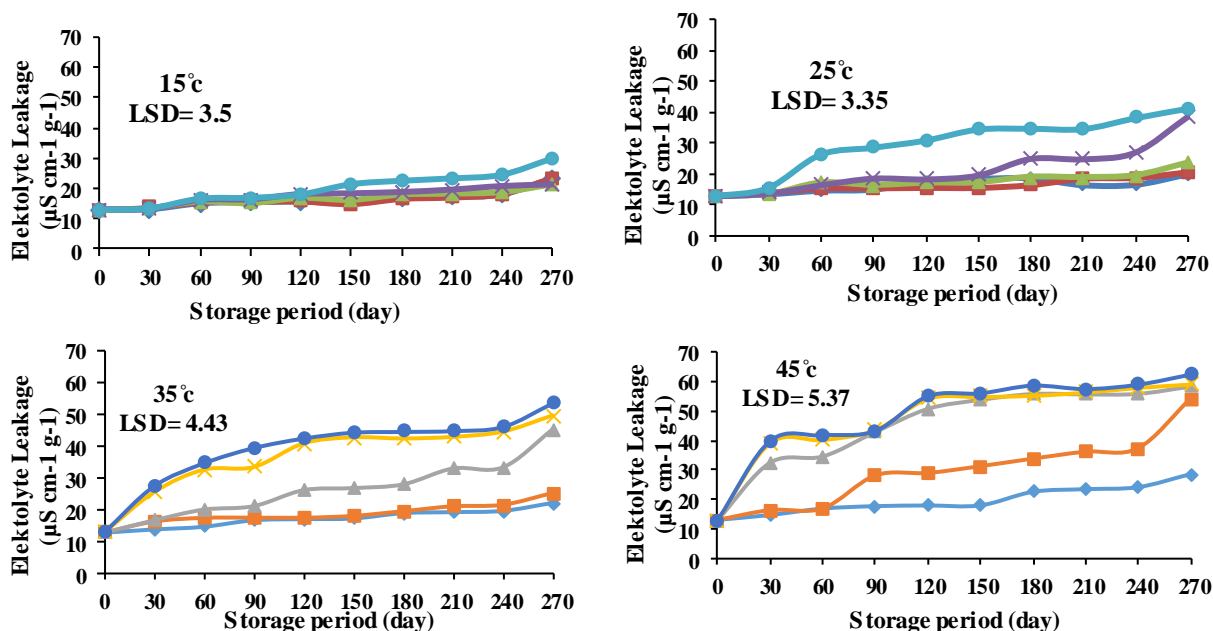 Elektolyte Leakage
(µS cm-1 g-1)
70
60
50
40
30
20
10
0
15°c
LSD= 3.5
0 30 60 90 120 150 180 210 240 270
Storage period (day)
Elektolyte Leakage
(µS cm-1 g-1)
70
60
50
40
30
20
10
0
25°c
LSD= 3.35
0 30 60 90 120 150 180 210 240 270
Storage period (day)
Elektolyte Leakage
(µS cm-1 g-1)
70
60
50
40
30
20
10
0
35°c
LSD= 4.43
0 30 60 90 120 150 180 210 240 270
Storage period (day)
Elektolyte Leakage
(µS cm-1 g-1)
70
60
50
40
30
20
10
0
45°c
LSD= 5.37
0 30 60 90 120 150 180 210 240 270
Storage period (day)